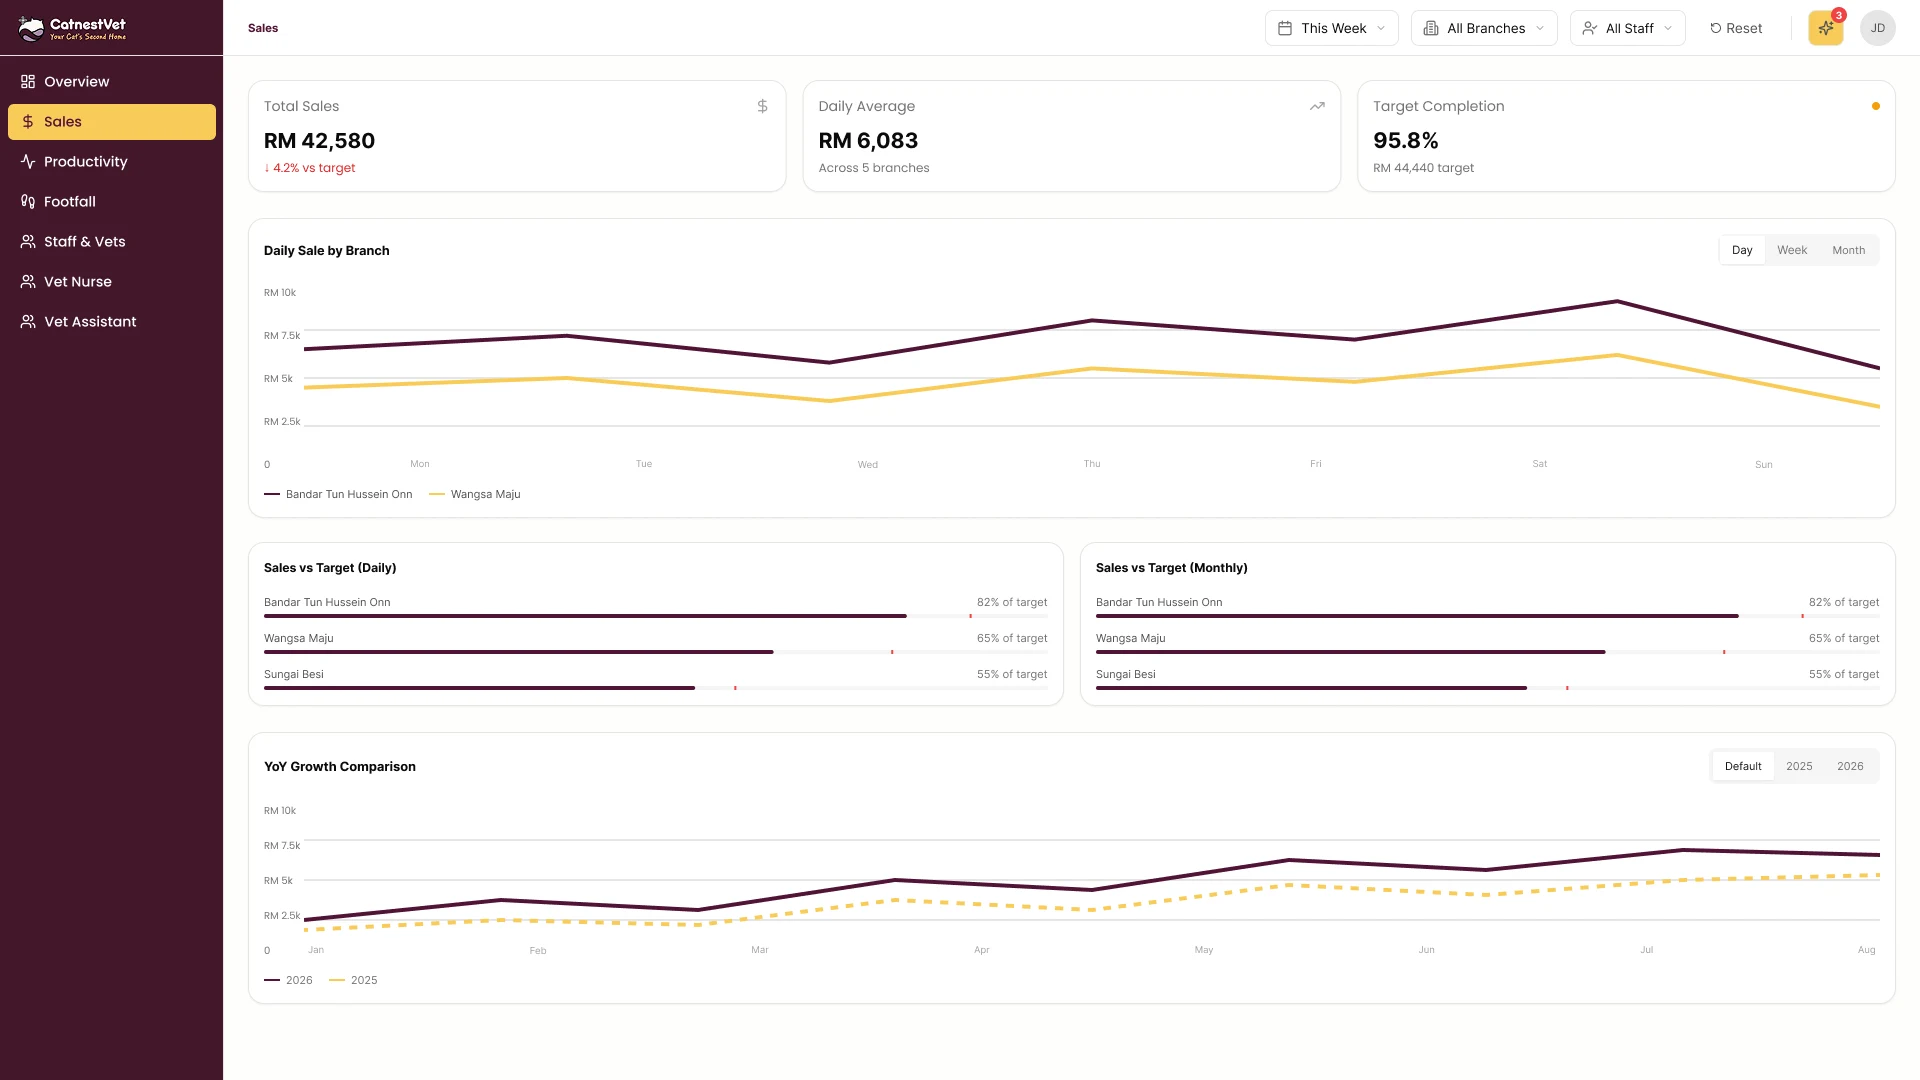 CatnestVet
Your Cat's Second Home
Sales
This Week
All Branches
All Staff
Reset
3
JD
Overview
Sales
Productivity
Footfall
Staff & Vets
Vet Nurse
Vet Assistant
Total Sales
$
RM 42,580
↓ 4.2% vs target
Daily Average
RM 6,083
Across 5 branches
Target Completion
95.8%
RM 44,440 target
Daily Sale by Branch
Day Week Month
RM 10k
RM 7.5k
RM 5k
RM 2.5k
0
Mon Tue Wed Thu Fri Sat Sun
Bandar Tun Hussein Onn Wangsa Maju
Sales vs Target (Daily)
Bandar Tun Hussein Onn 82% of target
Wangsa Maju 65% of target
Sungai Besi 55% of target
Sales vs Target (Monthly)
Bandar Tun Hussein Onn 82% of target
Wangsa Maju 65% of target
Sungai Besi 55% of target
YoY Growth Comparison
Default 2025 2026
RM 10k
RM 7.5k
RM 5k
RM 2.5k
0
Jan Feb Mar Apr May Jun Jul Aug
2026 2025